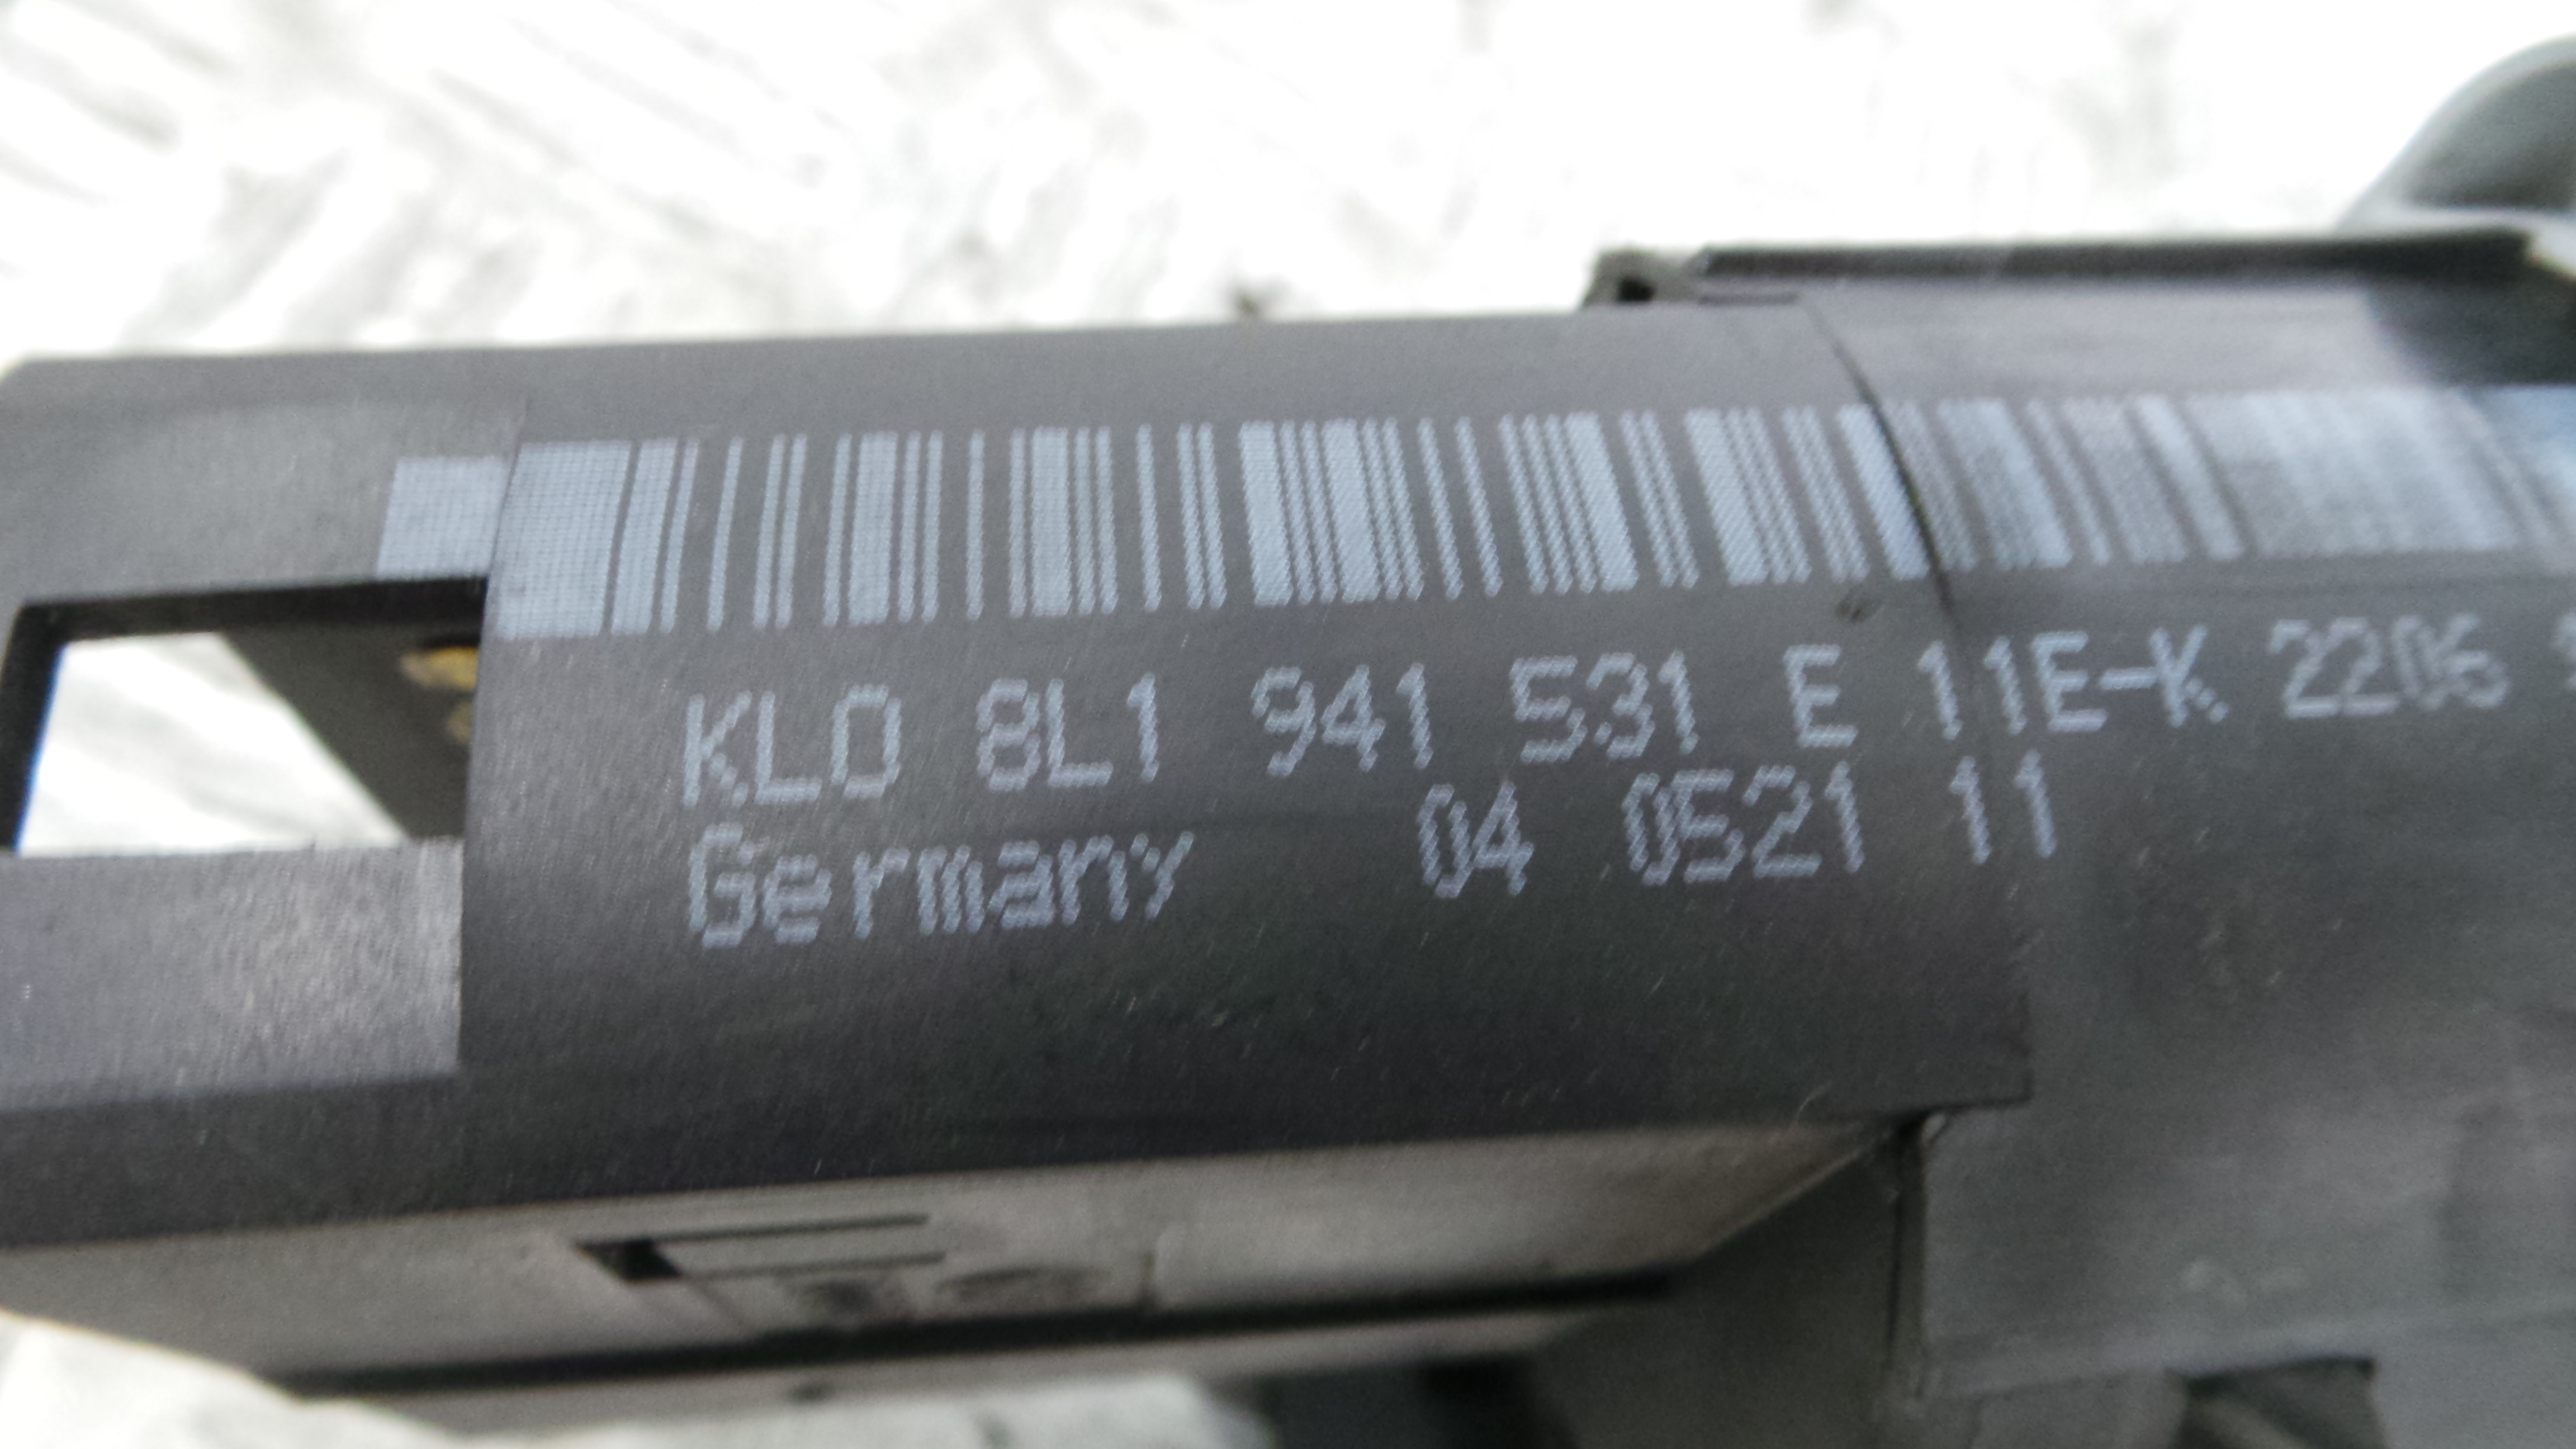 KLO 8L1 941 531 E 11E-K 2206
Germany 04 0521 11